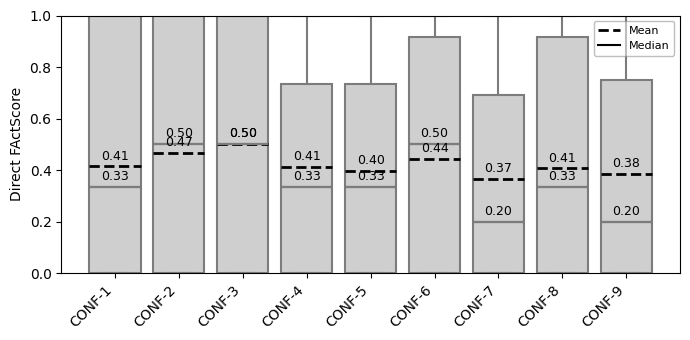 Direct FActScore
1.0
0.8
0.6
0.4
0.2
0.0
Mean
Median
0.41
0.33
0.50
0.47
0.50
0.50
0.41
0.33
0.40
0.33
0.50
0.44
0.37
0.20
0.41
0.33
0.38
0.20
CONF-1
CONF-2
CONF-3
CONF-4
CONF-5
CONF-6
CONF-7
CONF-8
CONF-9